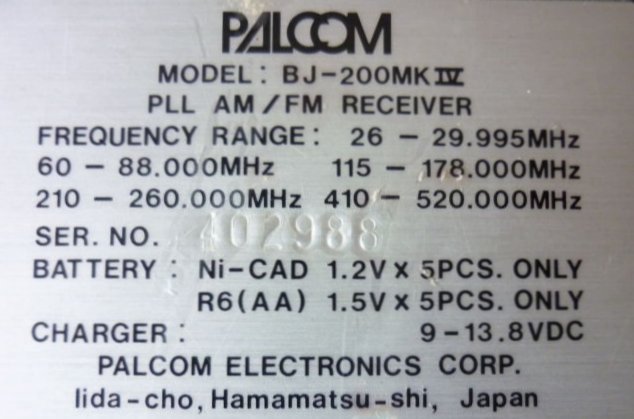 PALCOM
MODEL: BJ-200MK IV
PLL AM/FM RECEIVER
FREQUENCY RANGE: 26 - 29.995MHz
60 - 88.000MHz 115 - 178.000MHz
210 - 260.000MHz 410 - 520.000MHz
SER. NO. 402988
BATTERY : Ni-CAD 1.2V x 5PCS. ONLY
R6(AA) 1.5V x 5PCS. ONLY
CHARGER : 9-13.8VDC
PALCOM ELECTRONICS CORP.
Iida-cho, Hamamatsu-shi, Japan